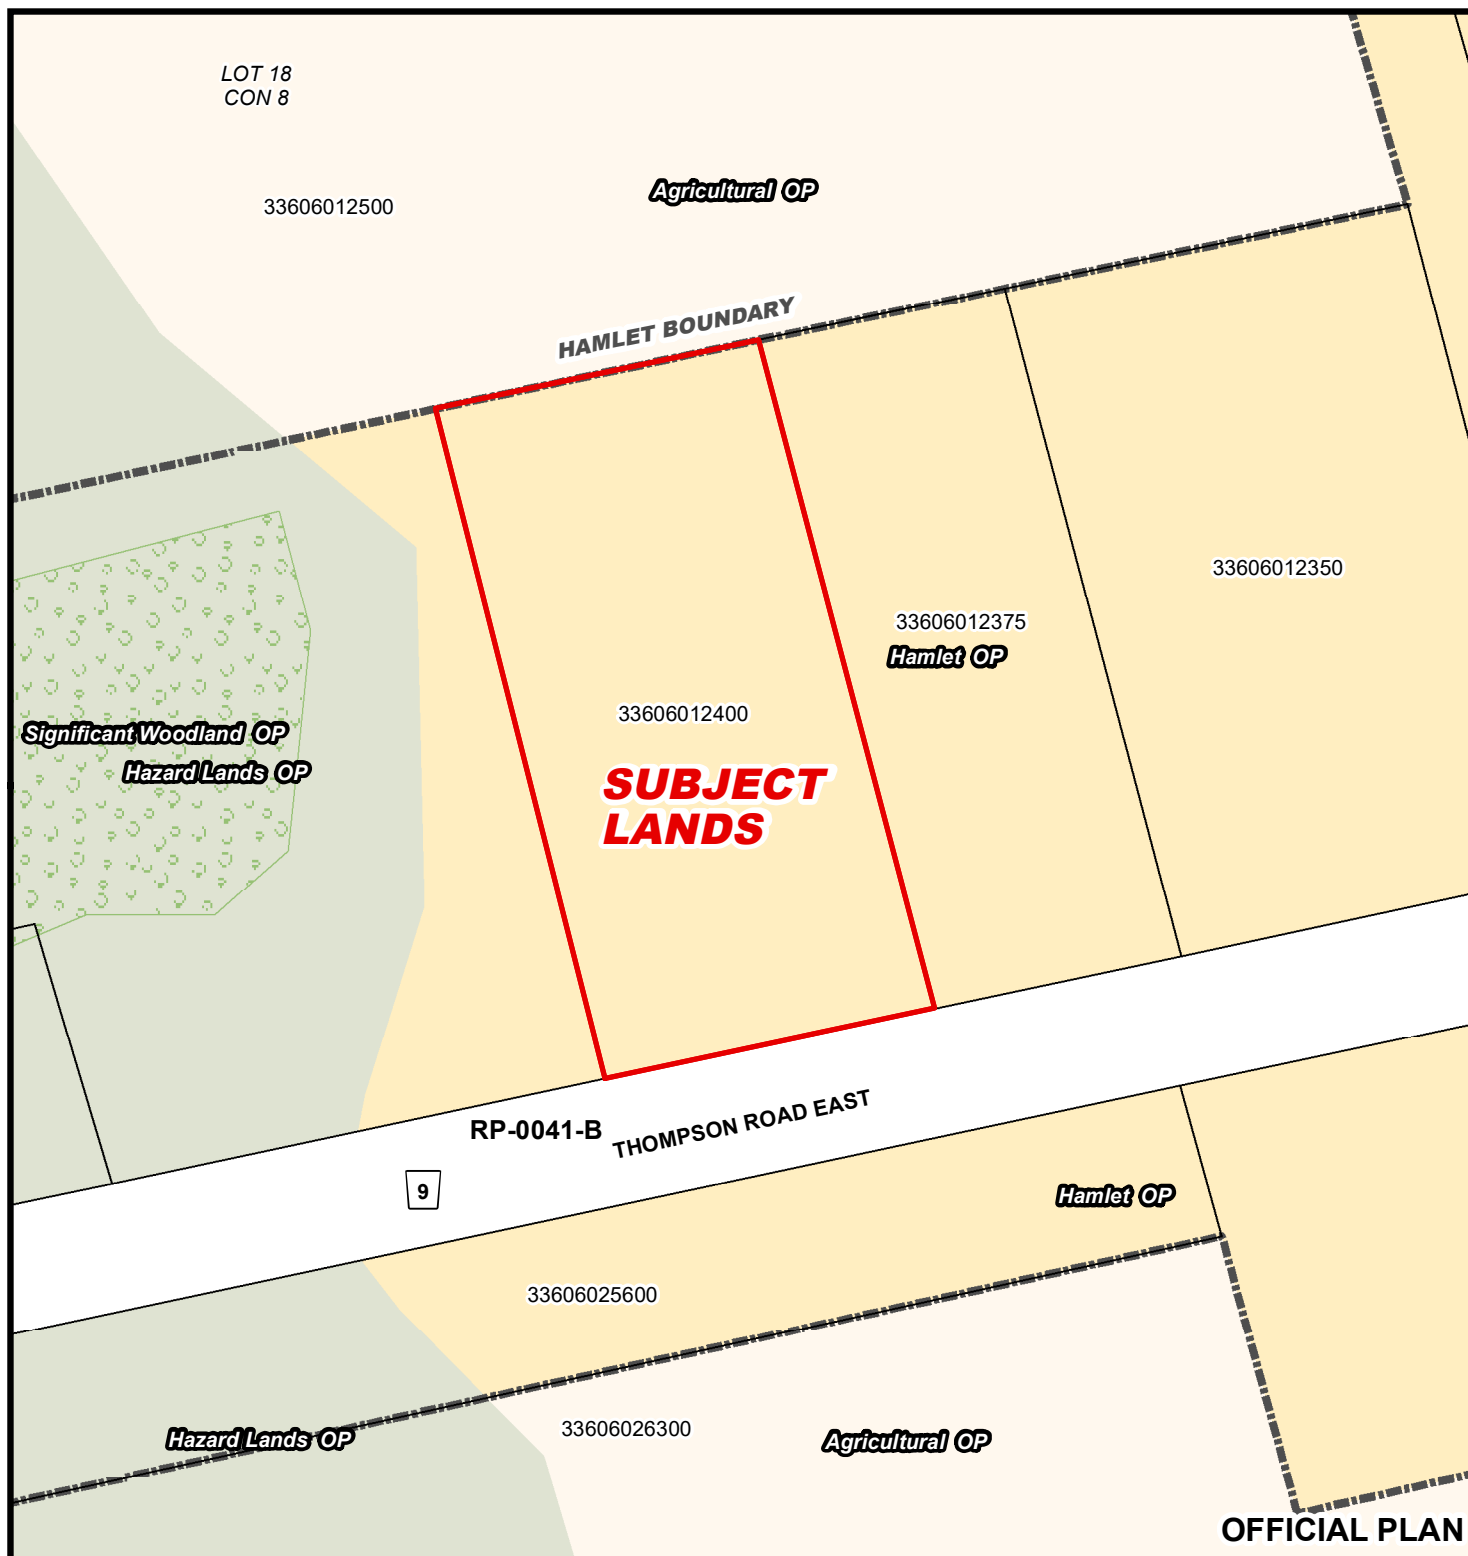 LOT 18
CON 8
Agricultural OP
33606012500
HAMLET BOUNDARY
33606012350
33606012375
Hamlet OP
33606012400
Significant Woodland OP
Hazard Lands OP
SUBJECT
LANDS
RP-0041-B
THOMPSON ROAD EAST
9
Hamlet OP
33606025600
33606026300
Hazard Lands OP
Agricultural OP
OFFICIAL PLAN